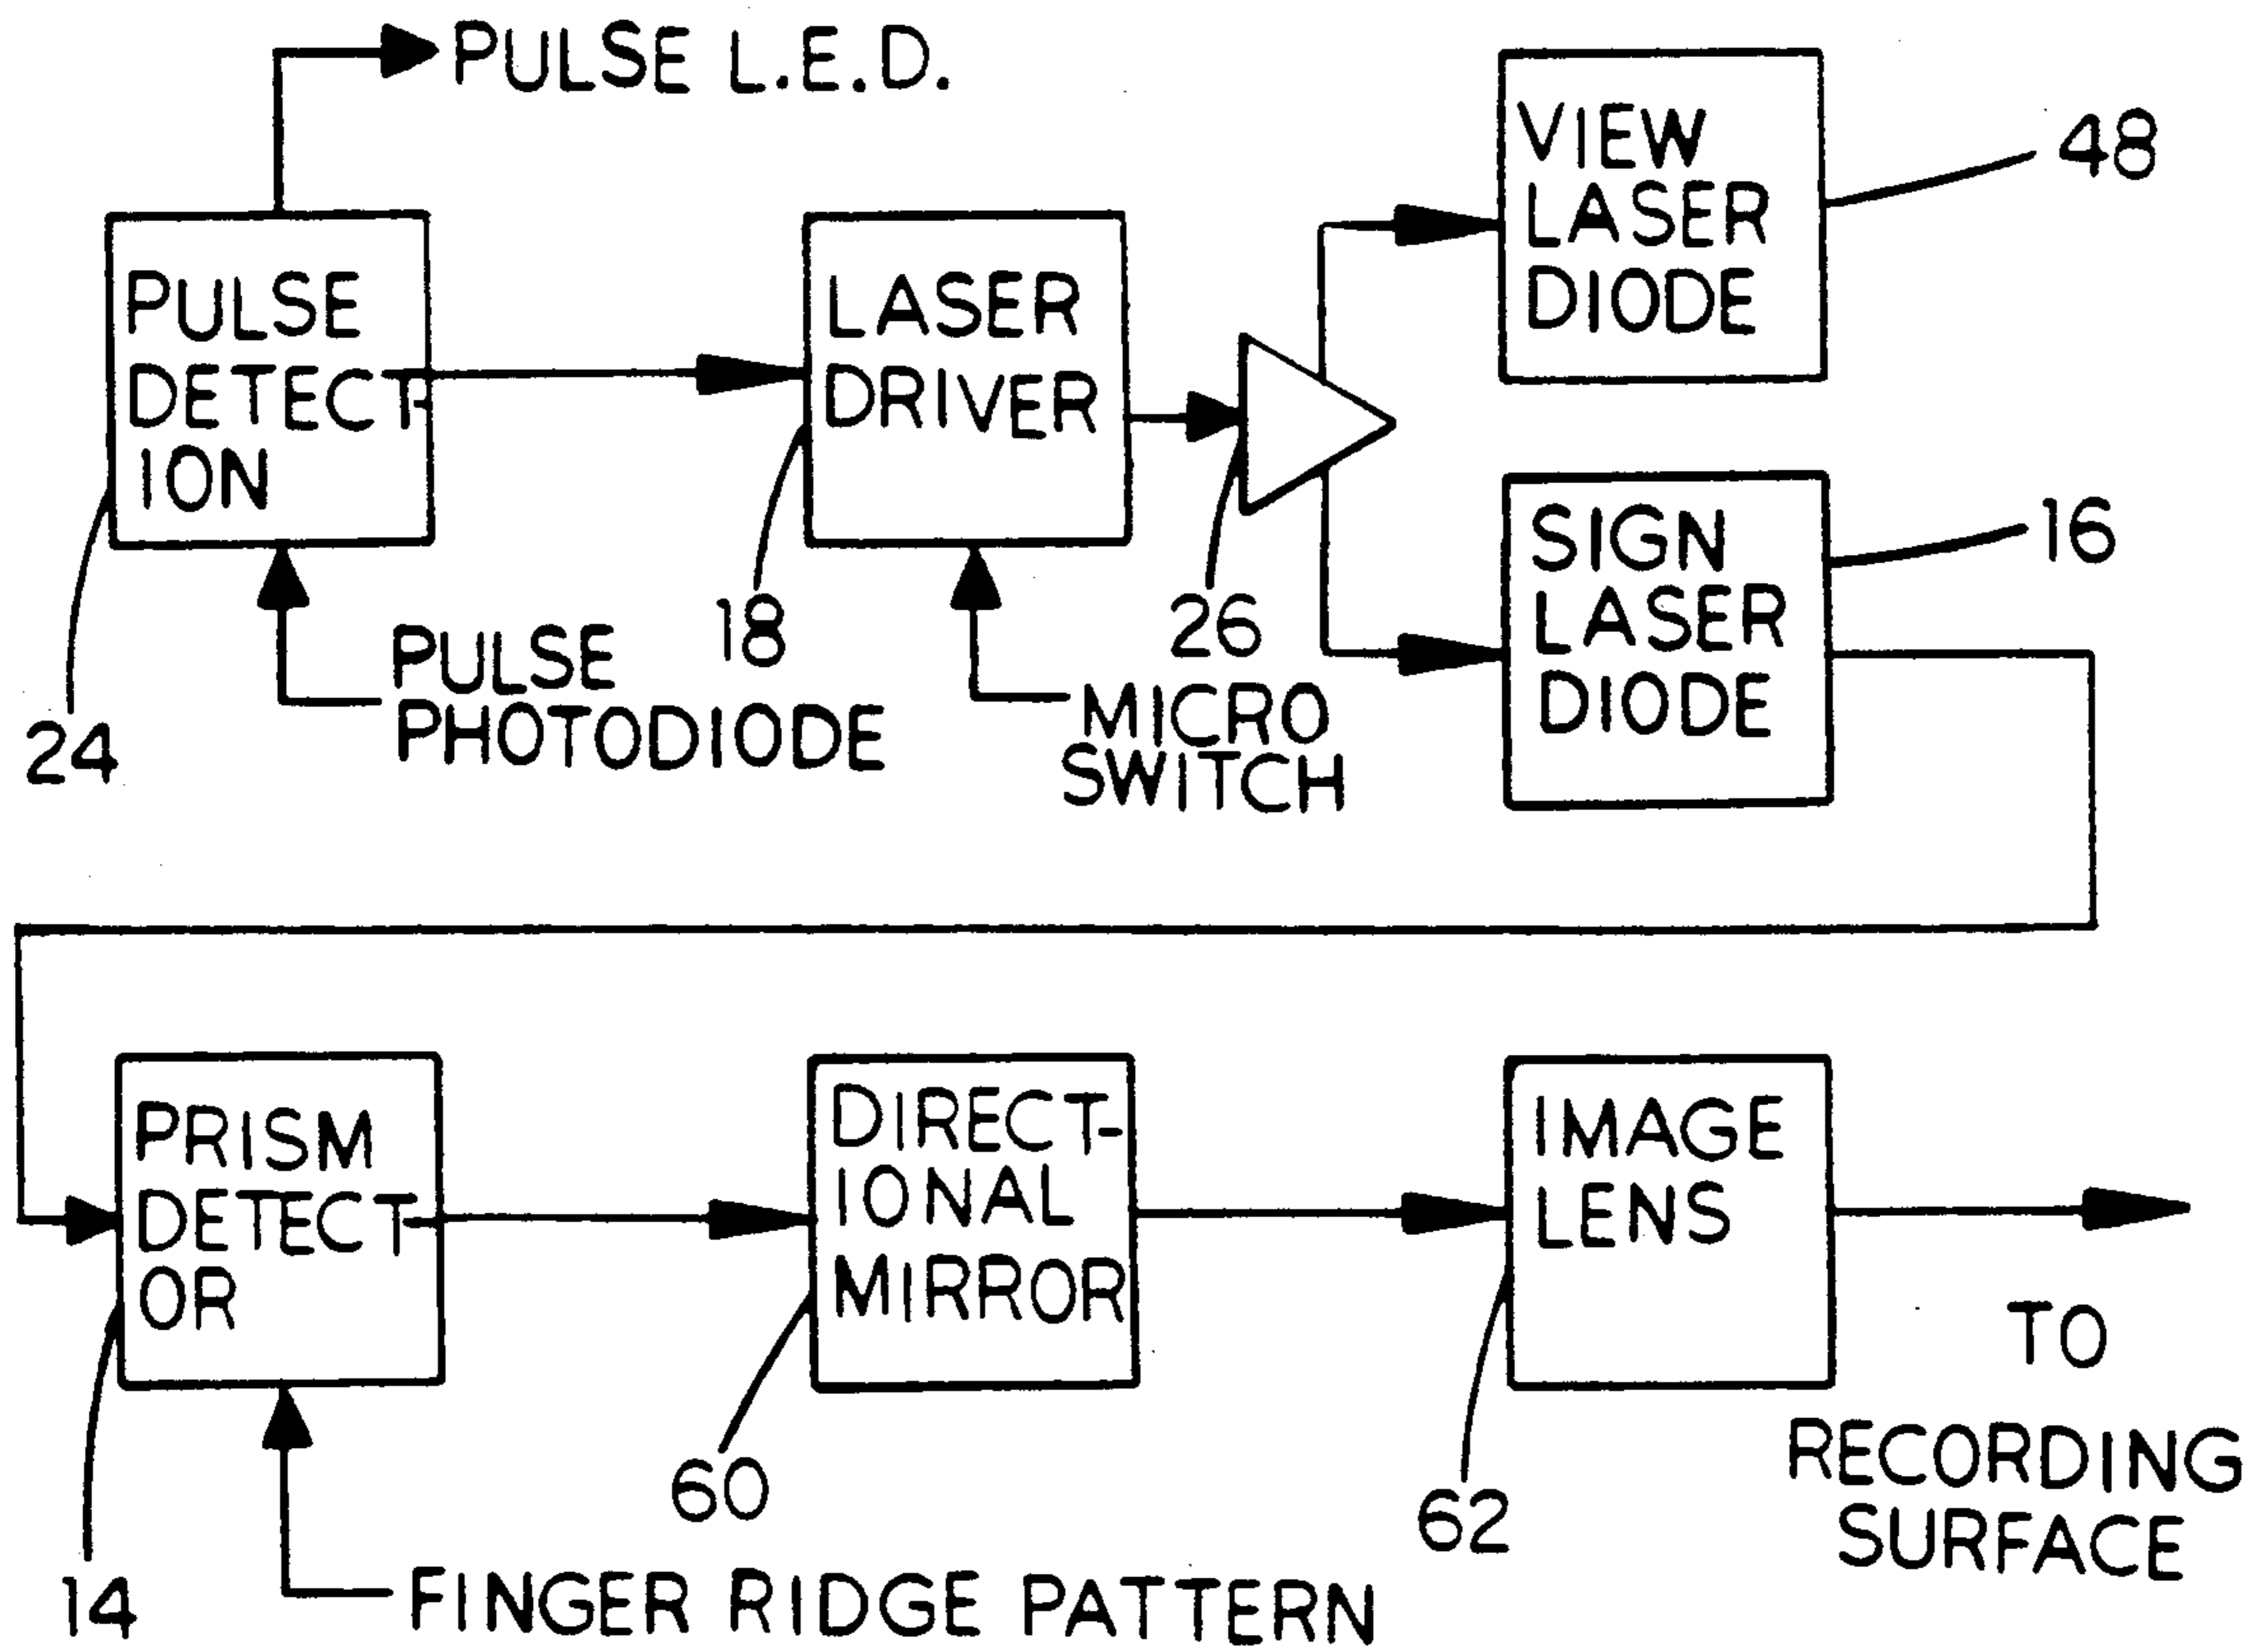 PULSE L.E.D.
VIEW
LASER
DIODE
48
PULSE
DETECT-
ION
LASER
DRIVER
SIGN
LASER
DIODE
16
24
PULSE
PHOTODIODE
18
MICRO
SWITCH
26
PRISM
DETECT-
OR
DIRECT-
IONAL
MIRROR
IMAGE
LENS
TO
RECORDING
SURFACE
14
FINGER RIDGE PATTERN
60
62